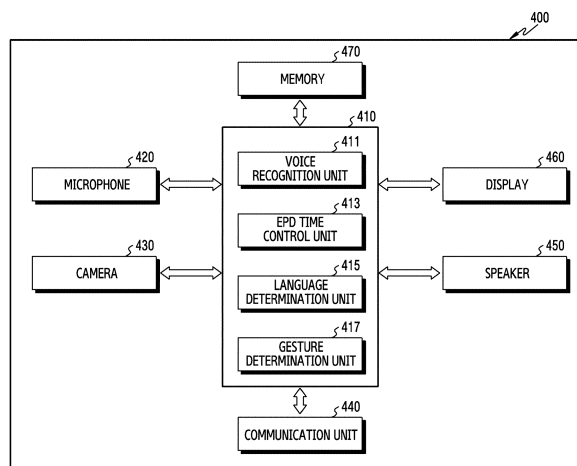 400
470
MEMORY
410
411
VOICE
RECOGNITION UNIT
420
MICROPHONE
460
DISPLAY
413
EPD TIME
CONTROL UNIT
430
CAMERA
415
LANGUAGE
DETERMINATION UNIT
450
SPEAKER
417
GESTURE
DETERMINATION UNIT
440
COMMUNICATION UNIT